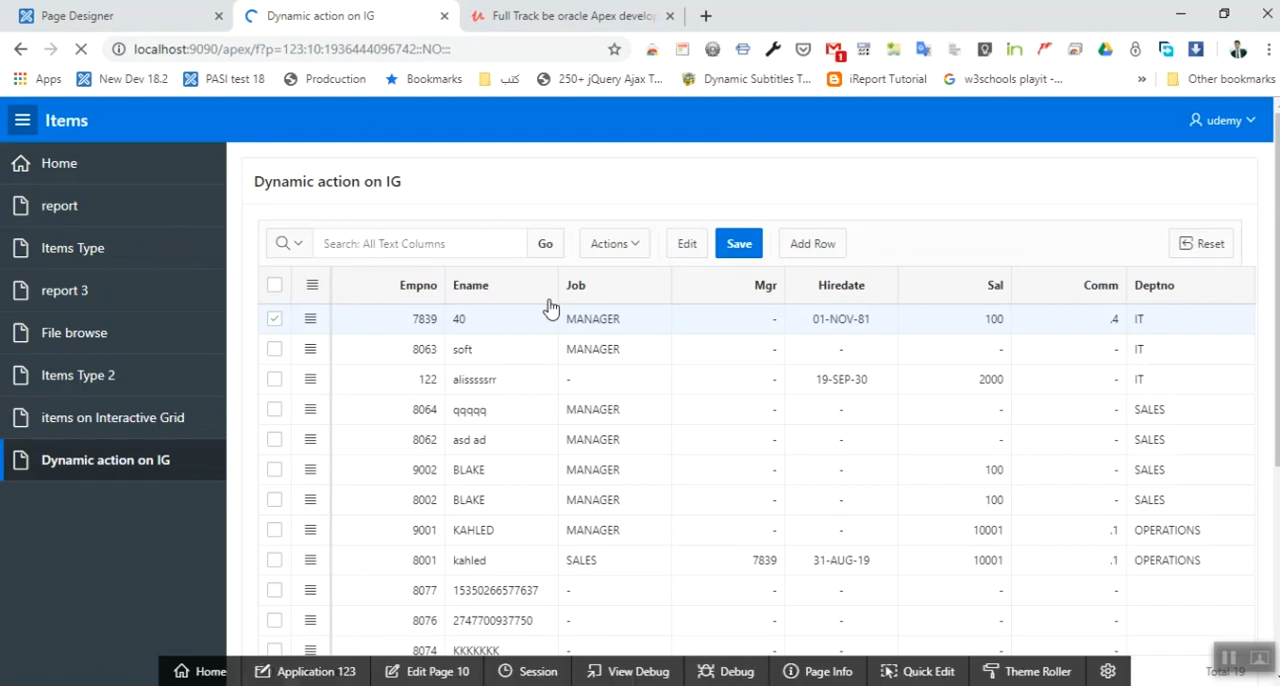 Page Designer
Dynamic action on IG
Full Track be oracle Apex develop
localhost:9090/apex/f?p=123:10:1936444096742::NO:::
1
Apps
New Dev 18.2
PASI test 18
Prodcuction
Bookmarks
كتب
250+ jQuery Ajax T...
Dynamic Subtitles T...
iReport Tutorial
w3schools playit -...
»
Other bookmarks
Items
udemy
Home
report
Items Type
report 3
File browse
Items Type 2
items on Interactive Grid
Dynamic action on IG
Dynamic action on IG
Search: All Text Columns
Go
Actions
Edit
Save
Add Row
Reset
Empno Ename Job Mgr Hiredate Sal Comm Deptno
7839 40 MANAGER - 01-NOV-81 100 .4 IT
8063 soft MANAGER - - - - IT
122 alisssssrr - - 19-SEP-30 2000 - IT
8064 qqqqq MANAGER - - - - SALES
8062 asd ad MANAGER - - - - SALES
9002 BLAKE MANAGER - - 100 - SALES
8002 BLAKE MANAGER - - 100 - SALES
9001 KAHLED MANAGER - - 10001 .1 OPERATIONS
8001 kahled SALES 7839 31-AUG-19 10001 .1 OPERATIONS
8077 15350266577637 - - - - -
8076 2747700937750 - - - - -
8074 KKKKKKK - - - - -
Home
Application 123
Edit Page 10
Session
View Debug
Debug
Page Info
Quick Edit
Theme Roller
Total 19